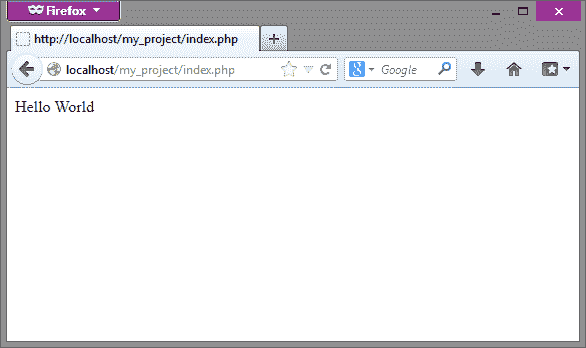 Firefox
http://localhost/my_project/index.php
localhost/my_project/index.php
Google
Hello World